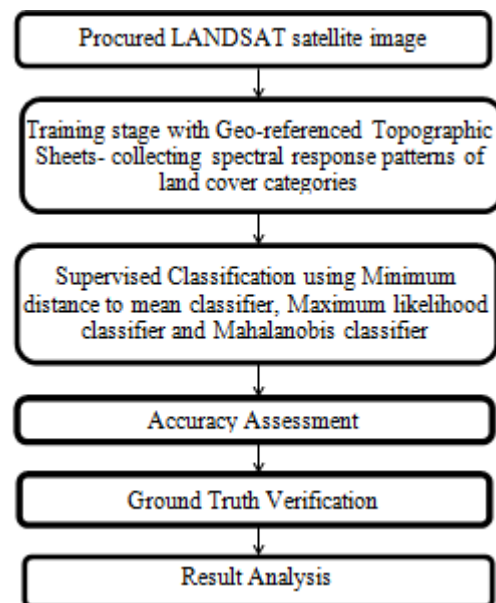 Procured LANDSAT satellite image
Training stage with Geo-referenced Topographic
Sheets- collecting spectral response patterns of
land cover categories
Supervised Classification using Minimum
distance to mean classifier, Maximum likelihood
classifier and Mahalanobis classifier
Accuracy Assessment
Ground Truth Verification
Result Analysis